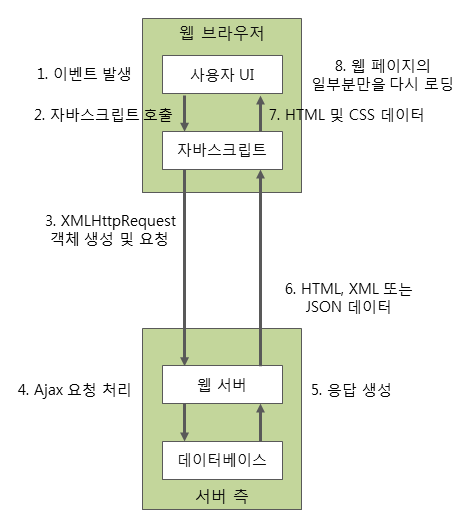 웹 브라우저
1. 이벤트 발생
사용자 UI
8. 웹 페이지의
일부분만을 다시 로딩
2. 자바스크립트 호출
7. HTML 및 CSS 데이터
자바스크립트
3. XMLHttpRequest
객체 생성 및 요청
6. HTML, XML 또는
JSON 데이터
4. Ajax 요청 처리
웹 서버
5. 응답 생성
데이터베이스
서버 측